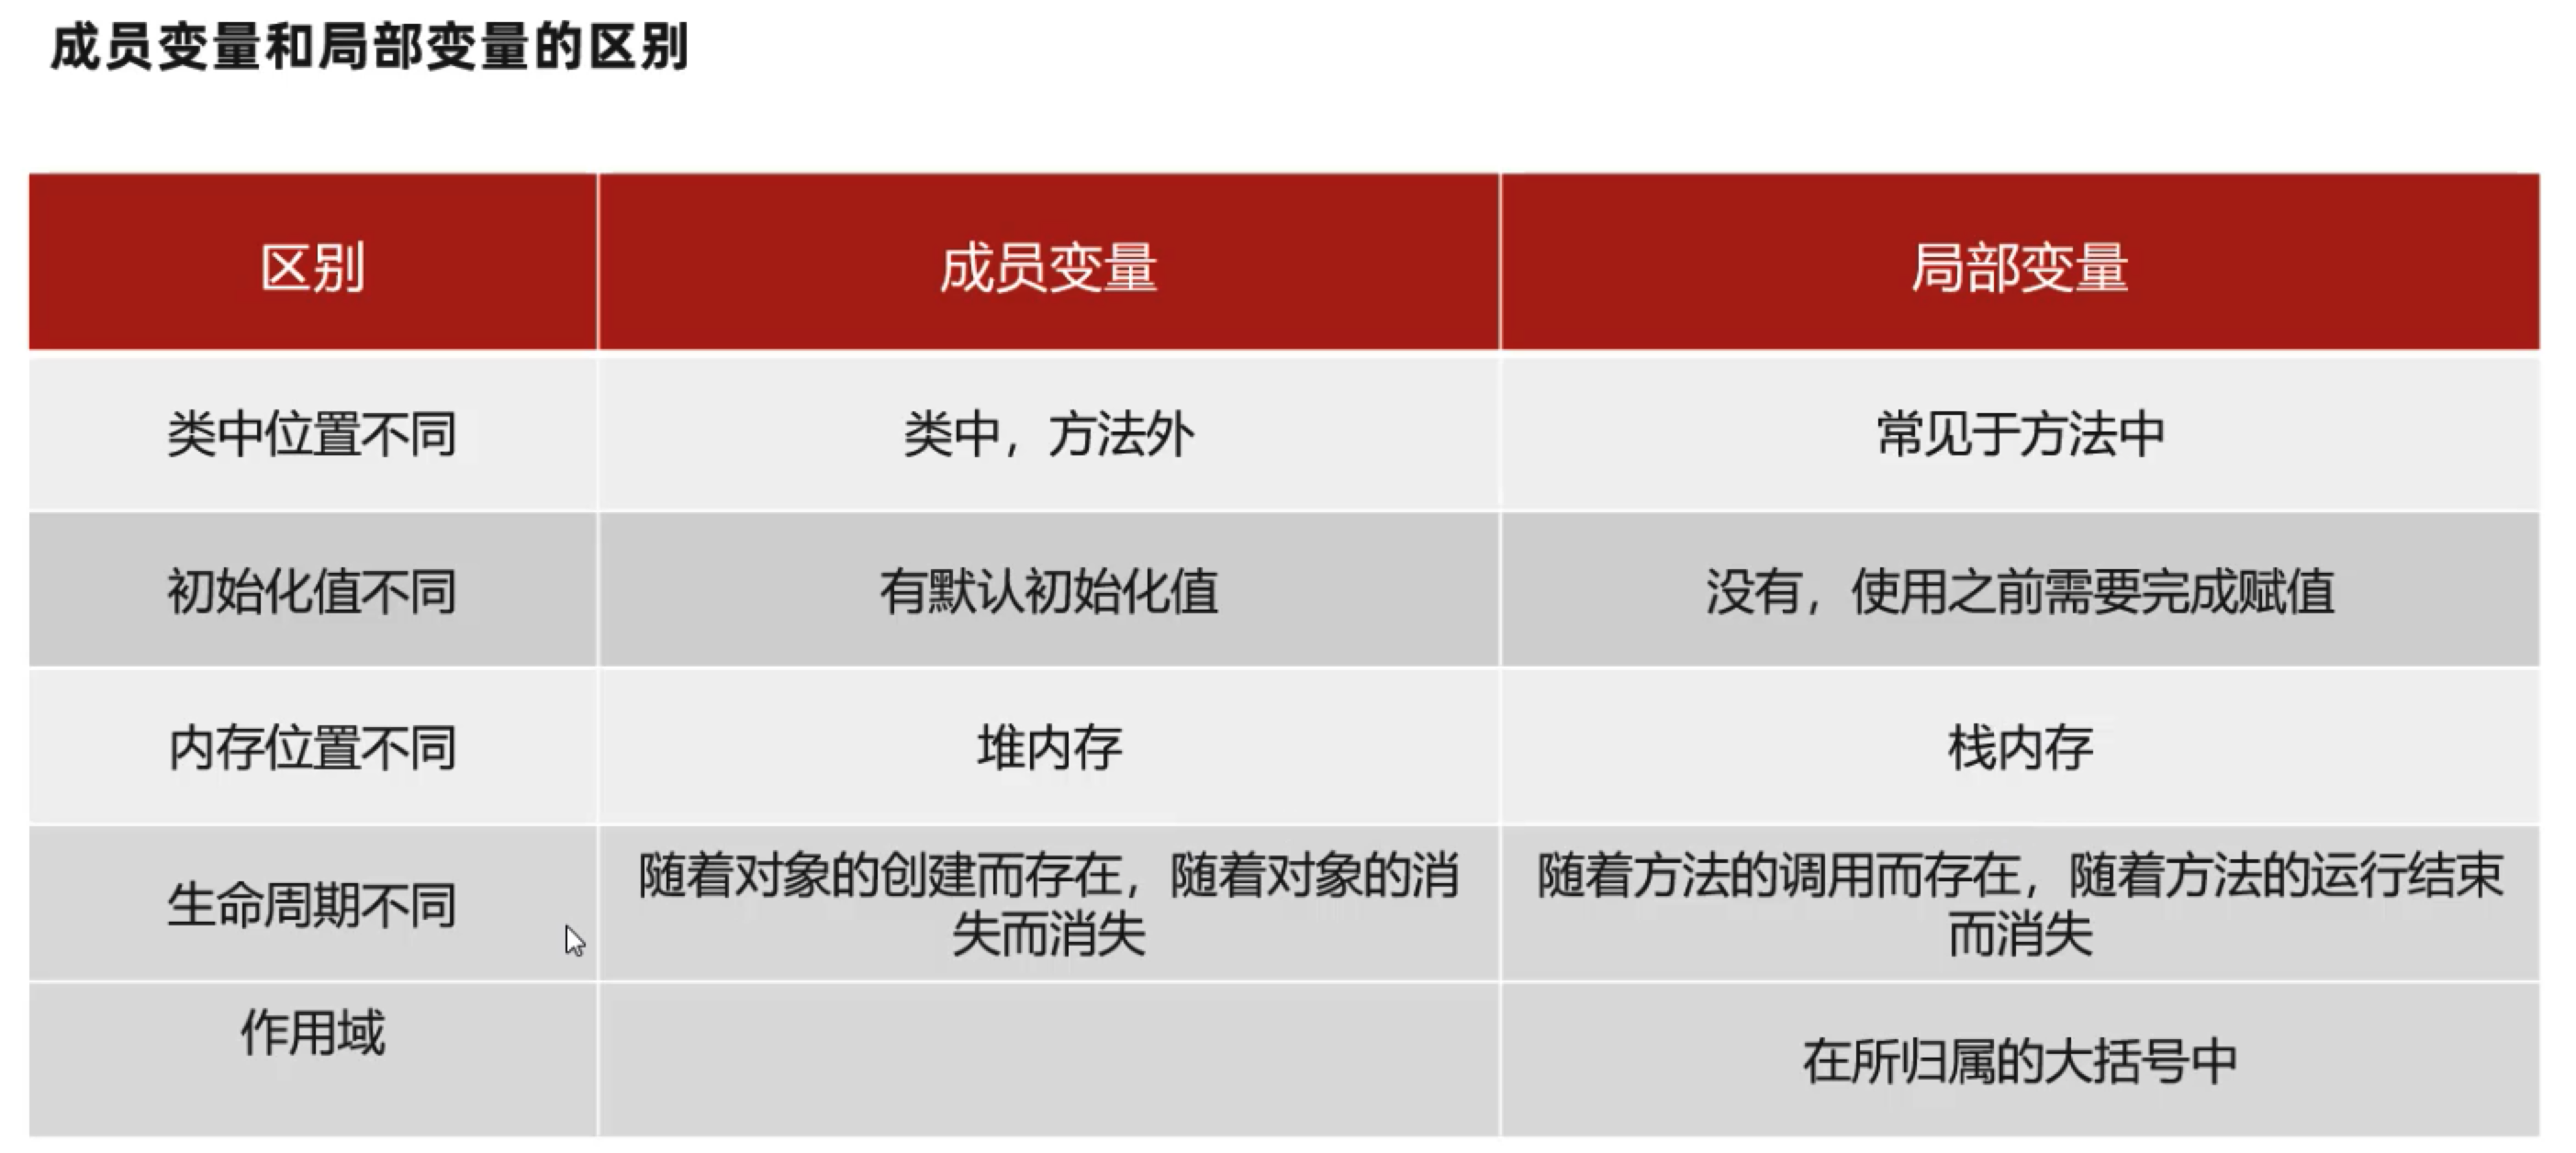 成员变量和局部变量的区别
区别
成员变量
局部变量
类中位置不同
类中，方法外
常见于方法中
初始化值不同
有默认初始化值
没有，使用之前需要完成赋值
内存位置不同
堆内存
栈内存
生命周期不同
随着对象的创建而存在，随着对象的消
失而消失
随着方法的调用而存在，随着方法的运行结束
而消失
作用域
在所归属的大括号中